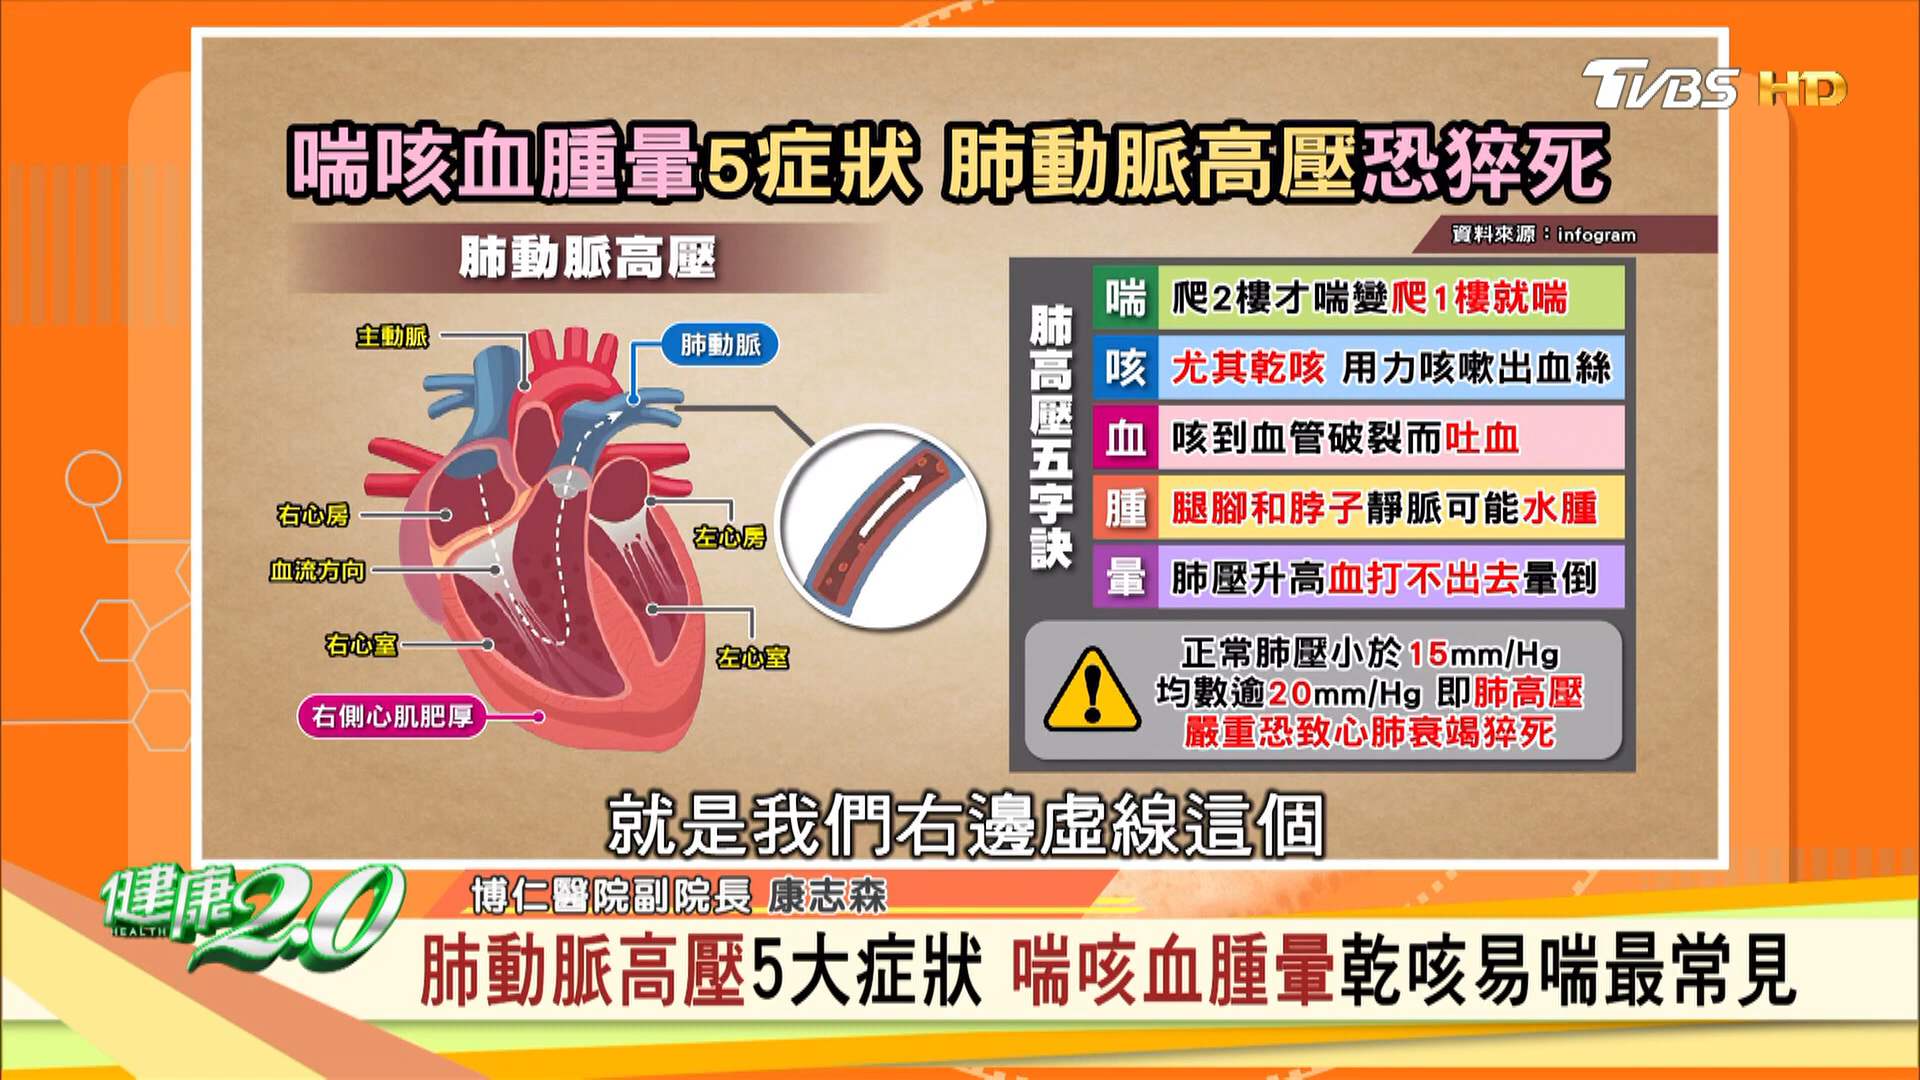 TVBS HD
喘咳血腫暈5症狀 肺動脈高壓恐猝死
肺動脈高壓
資料來源：infogram
主動脈
肺動脈
右心房
左心房
血流方向
右心室
左心室
右側心肌肥厚
肺高壓五字訣
喘 爬2樓才喘變爬1樓就喘
咳 尤其乾咳 用力咳嗽出血絲
血 咳到血管破裂而吐血
腫 腿腳和脖子靜脈可能水腫
暈 肺壓升高血打不出去暈倒
正常肺壓小於15mm/Hg
均數逾20mm/Hg 即肺高壓
嚴重恐致心肺衰竭猝死
就是我們右邊虛線這個
健康2.0
HEALTH
博仁醫院副院長 康志森
肺動脈高壓5大症狀 喘咳血腫暈乾咳易喘最常見